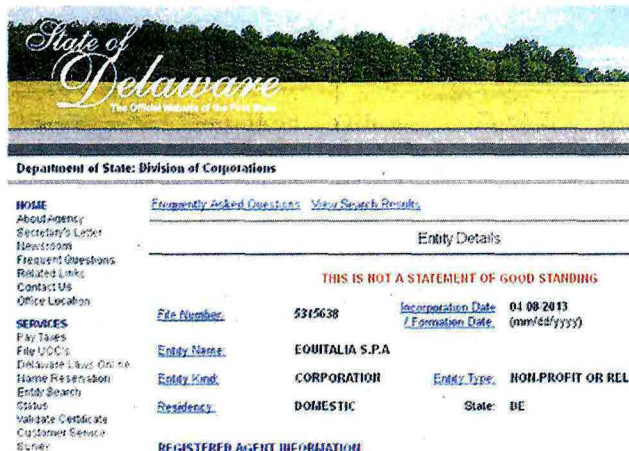 State of
Delaware
The Official Website of the First State
Department of State: Division of Corporations
HOME
About Agency
Secretary's Letter
Newsroom
Frequent Questions
Related Links
Contact Us
Office Location
SERVICES
Pay Taxes
File UCC's
Delaware Laws Online
Name Reservation
Entity Search
Status
Validate Certificate
Customer Service
Survey
Frequently Asked Questions View Search Results
Entity Details
THIS IS NOT A STATEMENT OF GOOD STANDING
File Number: 5315638 Incorporation Date / Formation Date: 04-08-2013 (mm/dd/yyyy)
Entity Name: EQUITALIA S.P.A
Entity Kind: CORPORATION Entity Type: NON-PROFIT OR REL
Residency: DOMESTIC State: DE
REGISTERED AGENT INFORMATION